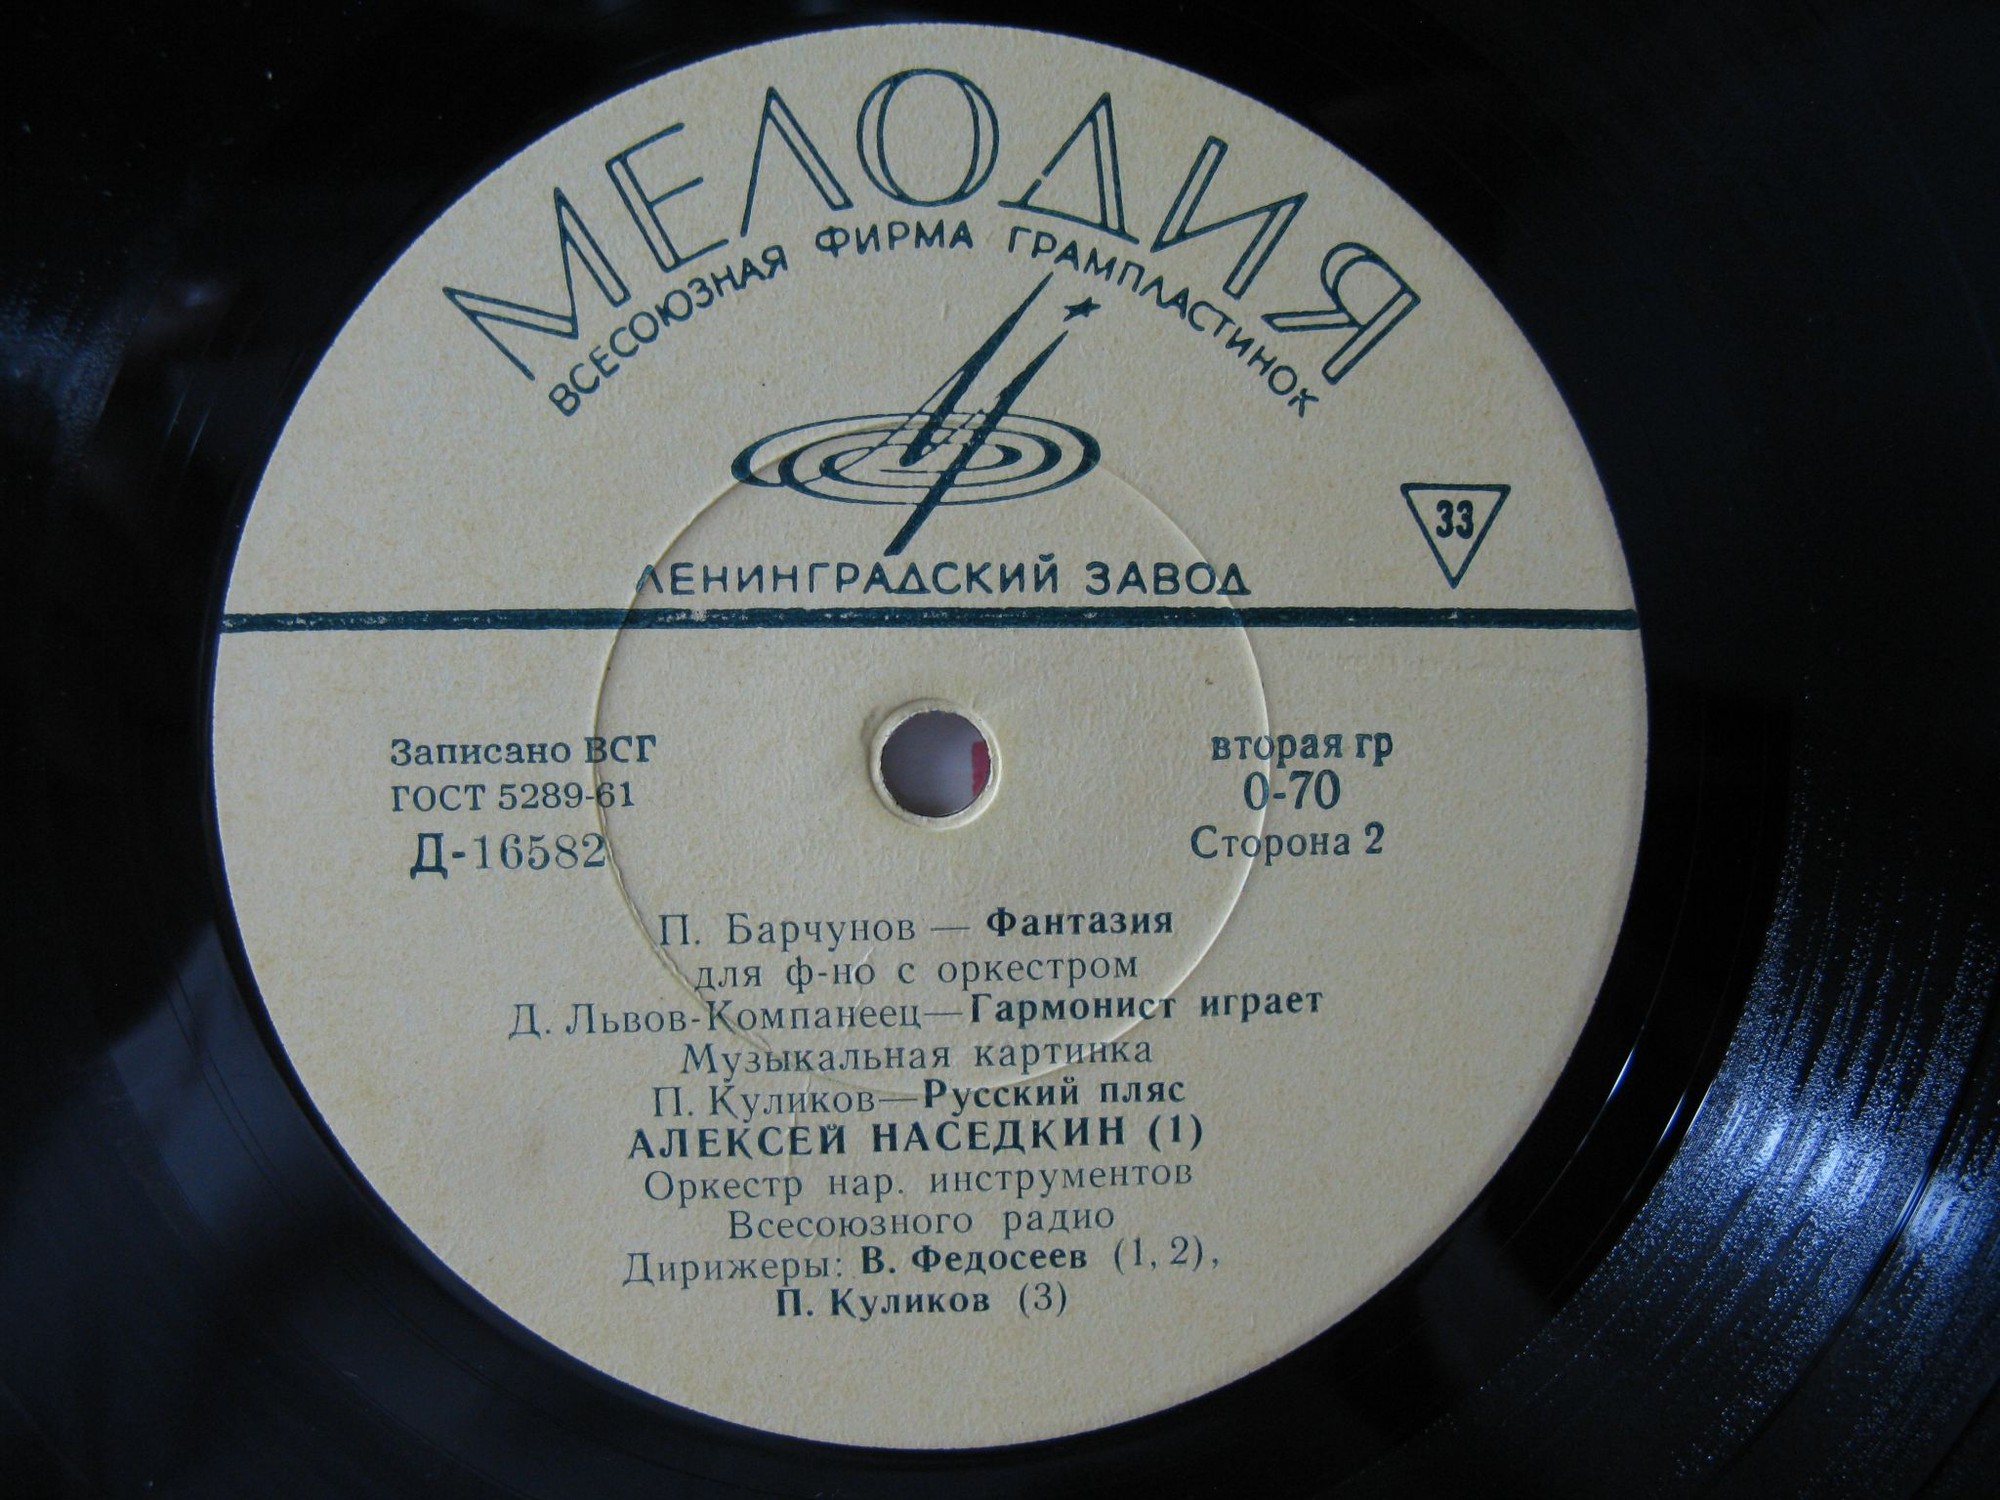 МЕЛОДИЯ
ВСЕСОЮЗНАЯ ФИРМА ГРАМПЛАСТИНОК
33
ЛЕНИНГРАДСКИЙ ЗАВОД
Записано ВСГ
ГОСТ 5289-61
Д-16582
вторая гр
0-70
Сторона 2
П. Барчунов — Фантазия
для ф-но с оркестром
Д. Львов-Компанеец—Гармонист играет
Музыкальная картинка
П. Куликов—Русский пляс
АЛЕКСЕЙ НАСЕДКИН (1)
Оркестр нар. инструментов
Всесоюзного радио
Дирижеры: В. Федосеев (1, 2),
П. Куликов (3)